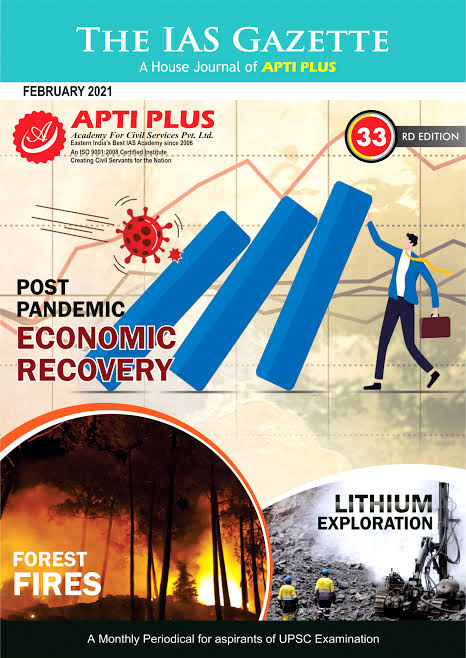 THE IAS GAZETTE
A House Journal of APTI PLUS
FEBRUARY 2021
A
APTI PLUS
Academy For Civil Services Pvt. Ltd.
Eastern India's Best IAS Academy since 2006
An ISO 9001:2008 Certified Institute
Creating Civil Servants for the Nation
33 RD EDITION
POST
PANDEMIC
ECONOMIC
RECOVERY
LITHIUM
EXPLORATION
FOREST
FIRES
A Monthly Periodical for aspirants of UPSC Examination